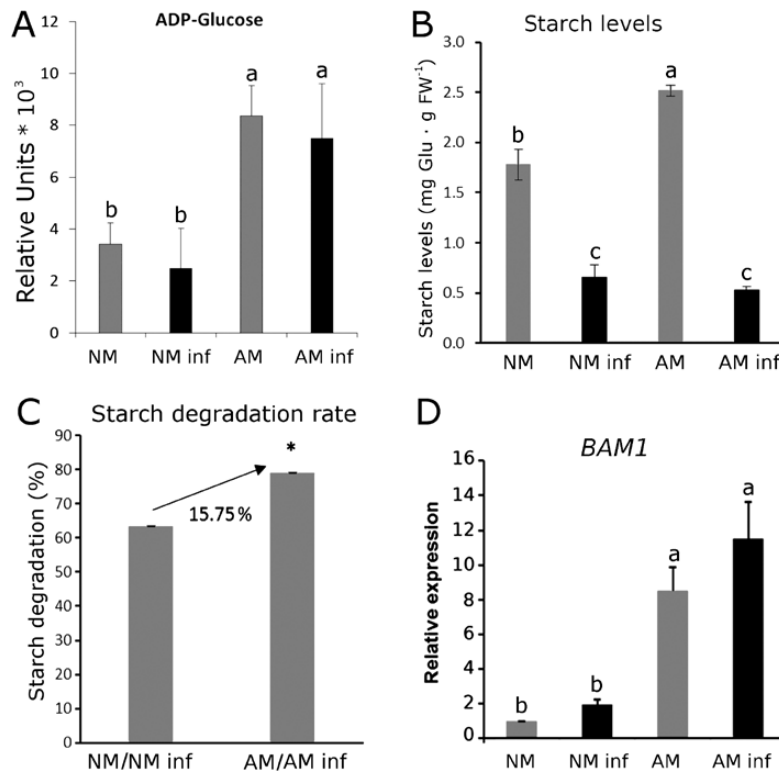 A
ADP-Glucose
Relative Units * 10³
12
10
8
6
4
2
0
b
b
a
a
NM
NM inf
AM
AM inf
B
Starch levels
Starch levels (mg Glu · g FW⁻¹)
3.0
2.5
2.0
1.5
1.0
0.5
0.0
b
c
a
c
NM
NM inf
AM
AM inf
C
Starch degradation rate
Starch degradation (%)
90
80
70
60
50
40
30
20
10
0
15.75%
*
NM/NM inf
AM/AM inf
D
BAM1
Relative expression
16
14
12
10
8
6
4
2
0
b
b
a
a
NM
NM inf
AM
AM inf